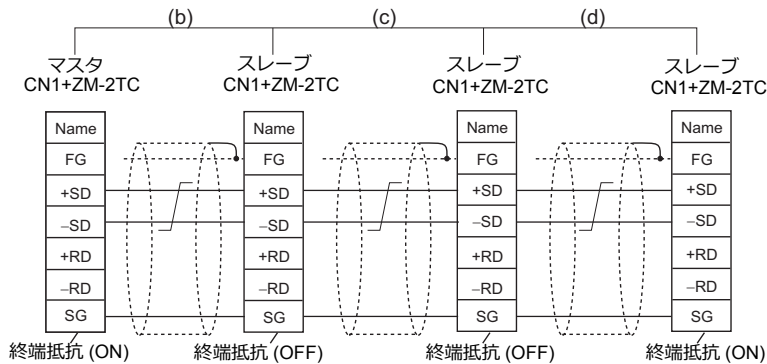 (b) (c) (d)
マスタ スレーブ スレーブ スレーブ
CN1+ZM-2TC CN1+ZM-2TC CN1+ZM-2TC CN1+ZM-2TC
Name Name Name Name
FG FG FG FG
+SD +SD +SD +SD
−SD −SD −SD −SD
+RD +RD +RD +RD
−RD −RD −RD −RD
SG SG SG SG
終端抵抗 (ON) 終端抵抗 (OFF) 終端抵抗 (OFF) 終端抵抗 (ON)